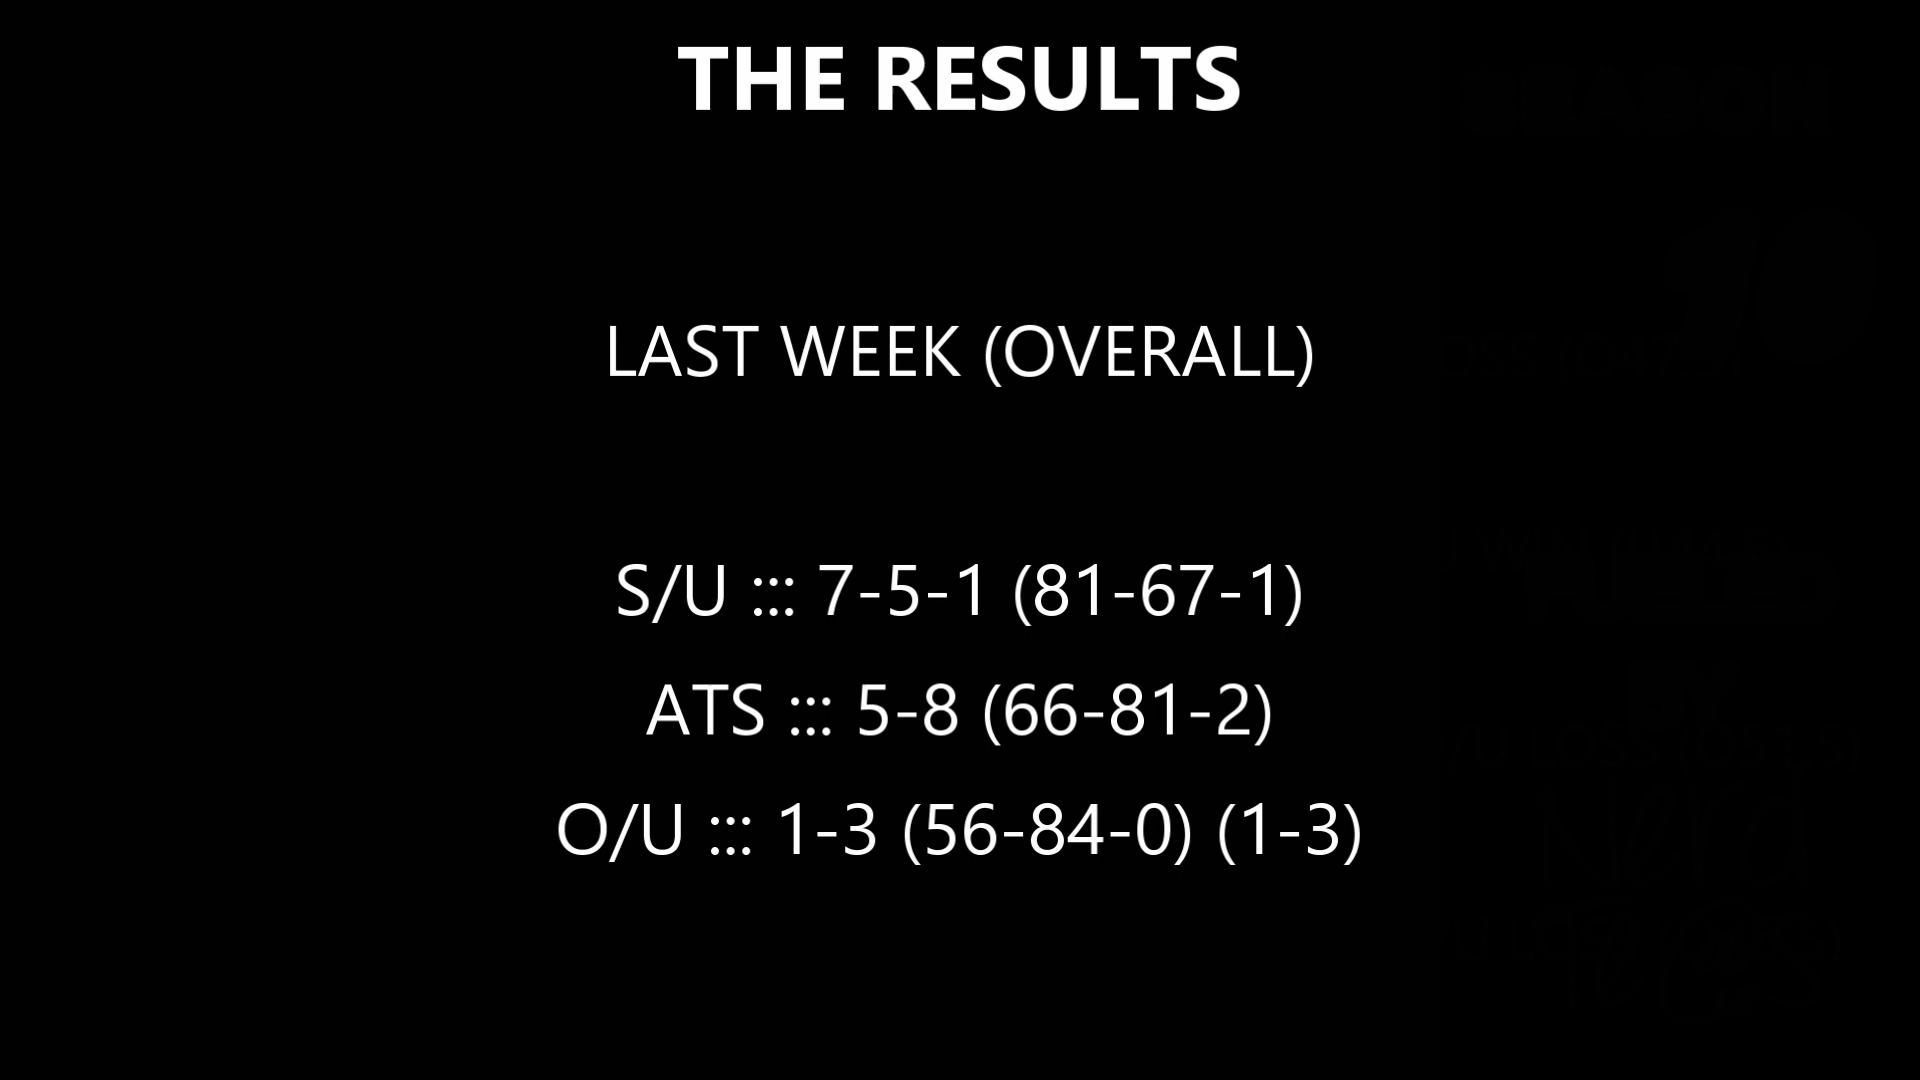 THE RESULTS
LAST WEEK (OVERALL)
S/U ::: 7-5-1 (81-67-1)
ATS ::: 5-8 (66-81-2)
O/U ::: 1-3 (56-84-0) (1-3)